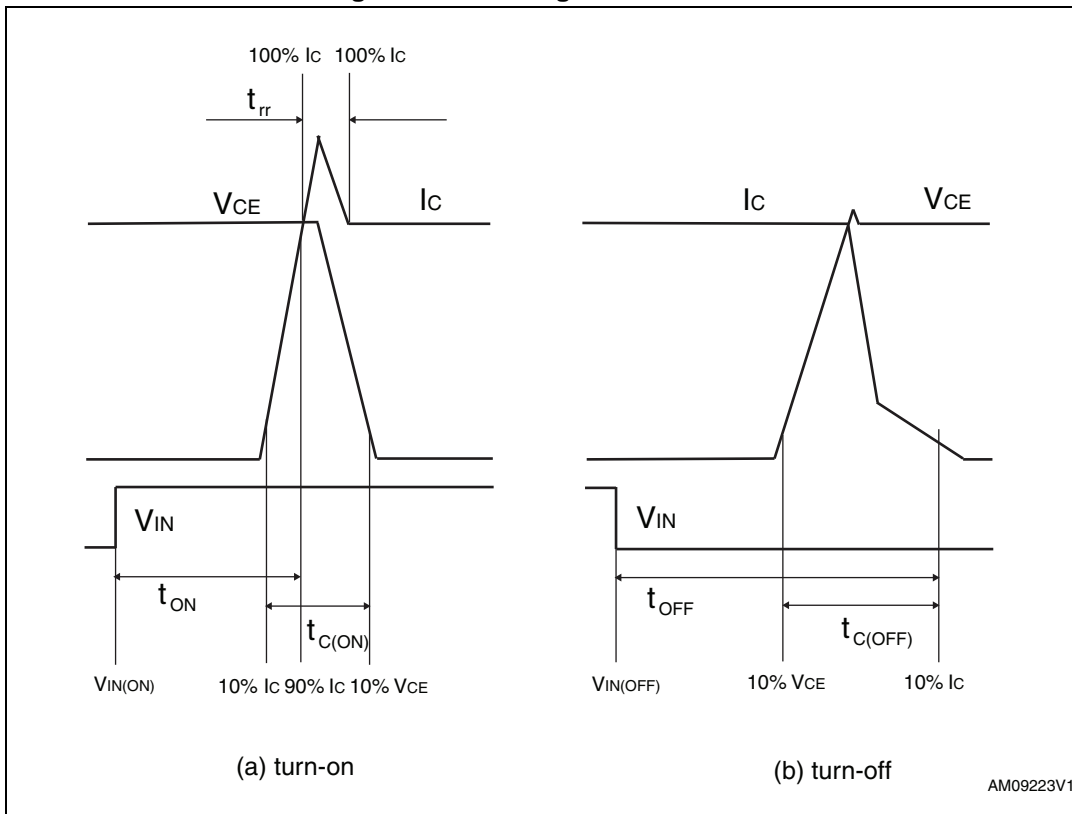 100% IC 100% IC
trr
VCE IC
VIN
tON
tC(ON)
VIN(ON) 10% IC 90% IC 10% VCE
(a) turn-on
IC VCE
VIN
tOFF
tC(OFF)
VIN(OFF) 10% VCE 10% IC
(b) turn-off
AM09223V1